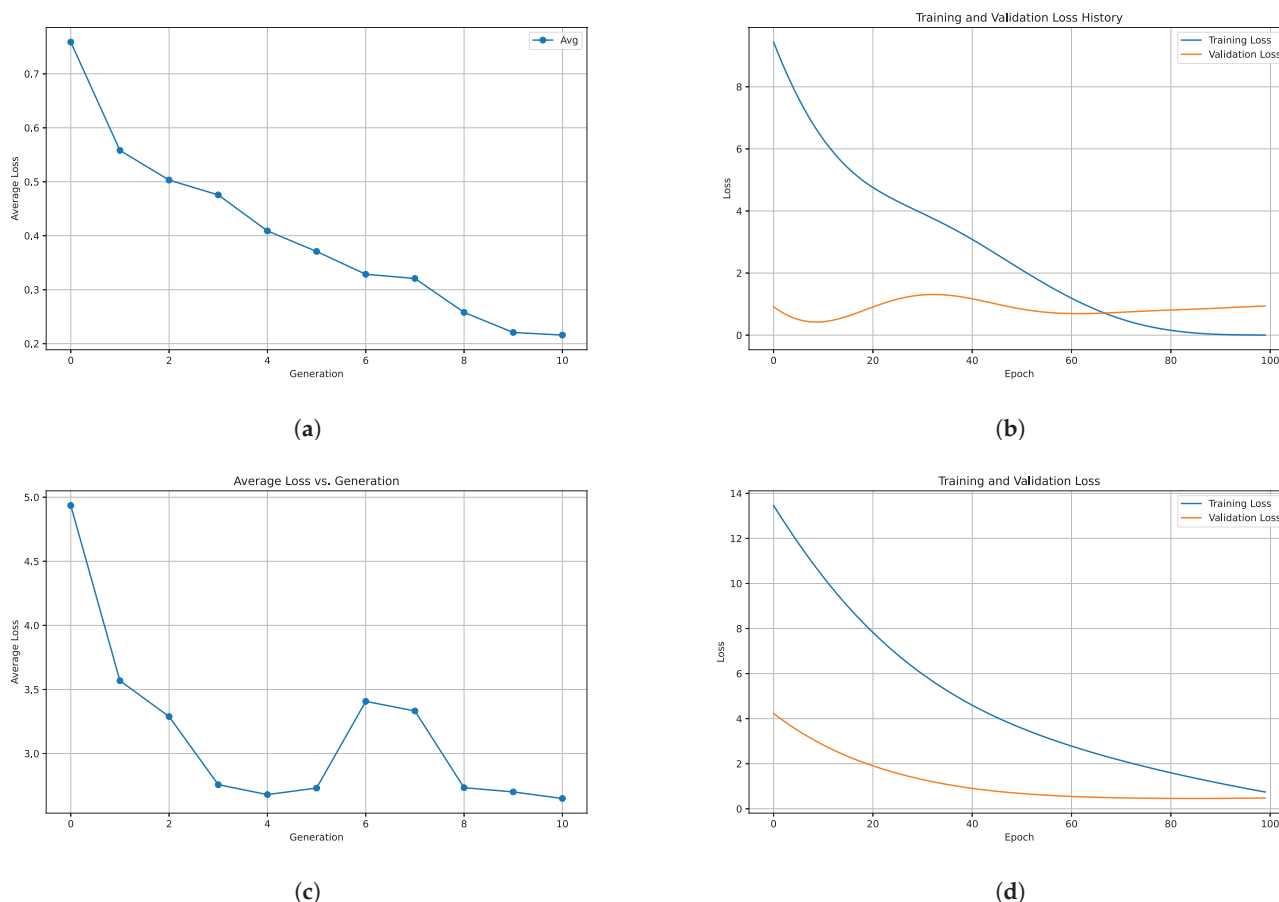 Avg
0.7
0.6
0.5
0.4
0.3
0.2
Average Loss
0 2 4 6 8 10
Generation
(a)
Training and Validation Loss History
Training Loss
Validation Loss
8
6
4
2
0
Loss
0 20 40 60 80 100
Epoch
(b)
Average Loss vs. Generation
5.0
4.5
4.0
3.5
3.0
Average Loss
0 2 4 6 8 10
Generation
(c)
Training and Validation Loss
Training Loss
Validation Loss
14
12
10
8
6
4
2
0
Loss
0 20 40 60 80 100
Epoch
(d)